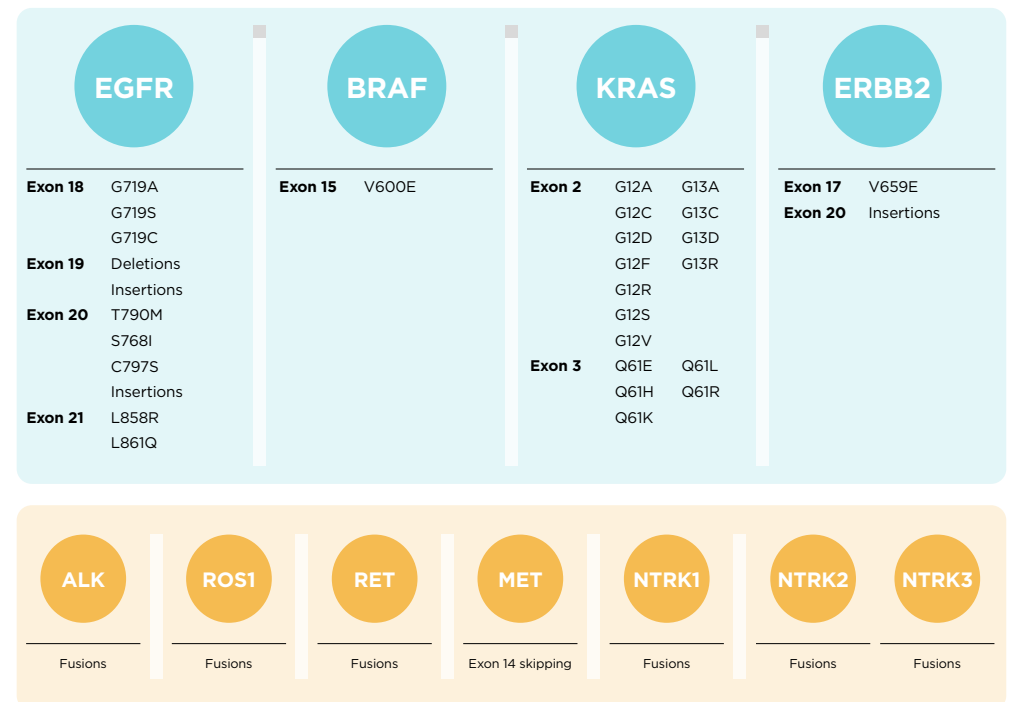 EGFR
Exon 18 G719A
G719S
G719C
Exon 19 Deletions
Insertions
Exon 20 T790M
S768I
C797S
Insertions
Exon 21 L858R
L861Q
BRAF
Exon 15 V600E
KRAS
Exon 2 G12A G13A
G12C G13C
G12D G13D
G12F G13R
G12R
G12S
G12V
Exon 3 Q61E Q61L
Q61H Q61R
Q61K
ERBB2
Exon 17 V659E
Exon 20 Insertions
ALK
Fusions
ROS1
Fusions
RET
Fusions
MET
Exon 14 skipping
NTRK1
Fusions
NTRK2
Fusions
NTRK3
Fusions